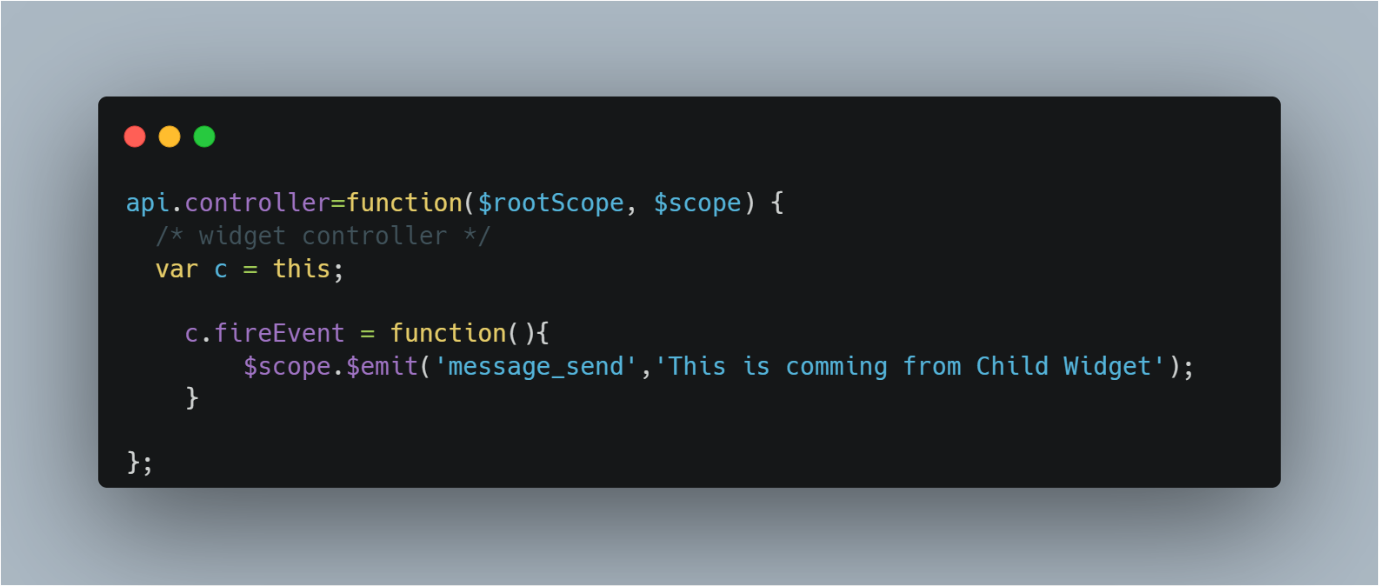 api.controller=function($rootScope, $scope) {
/* widget controller */
var c = this;
c.fireEvent = function(){
$scope.$emit('message_send','This is comming from Child Widget');
}
};